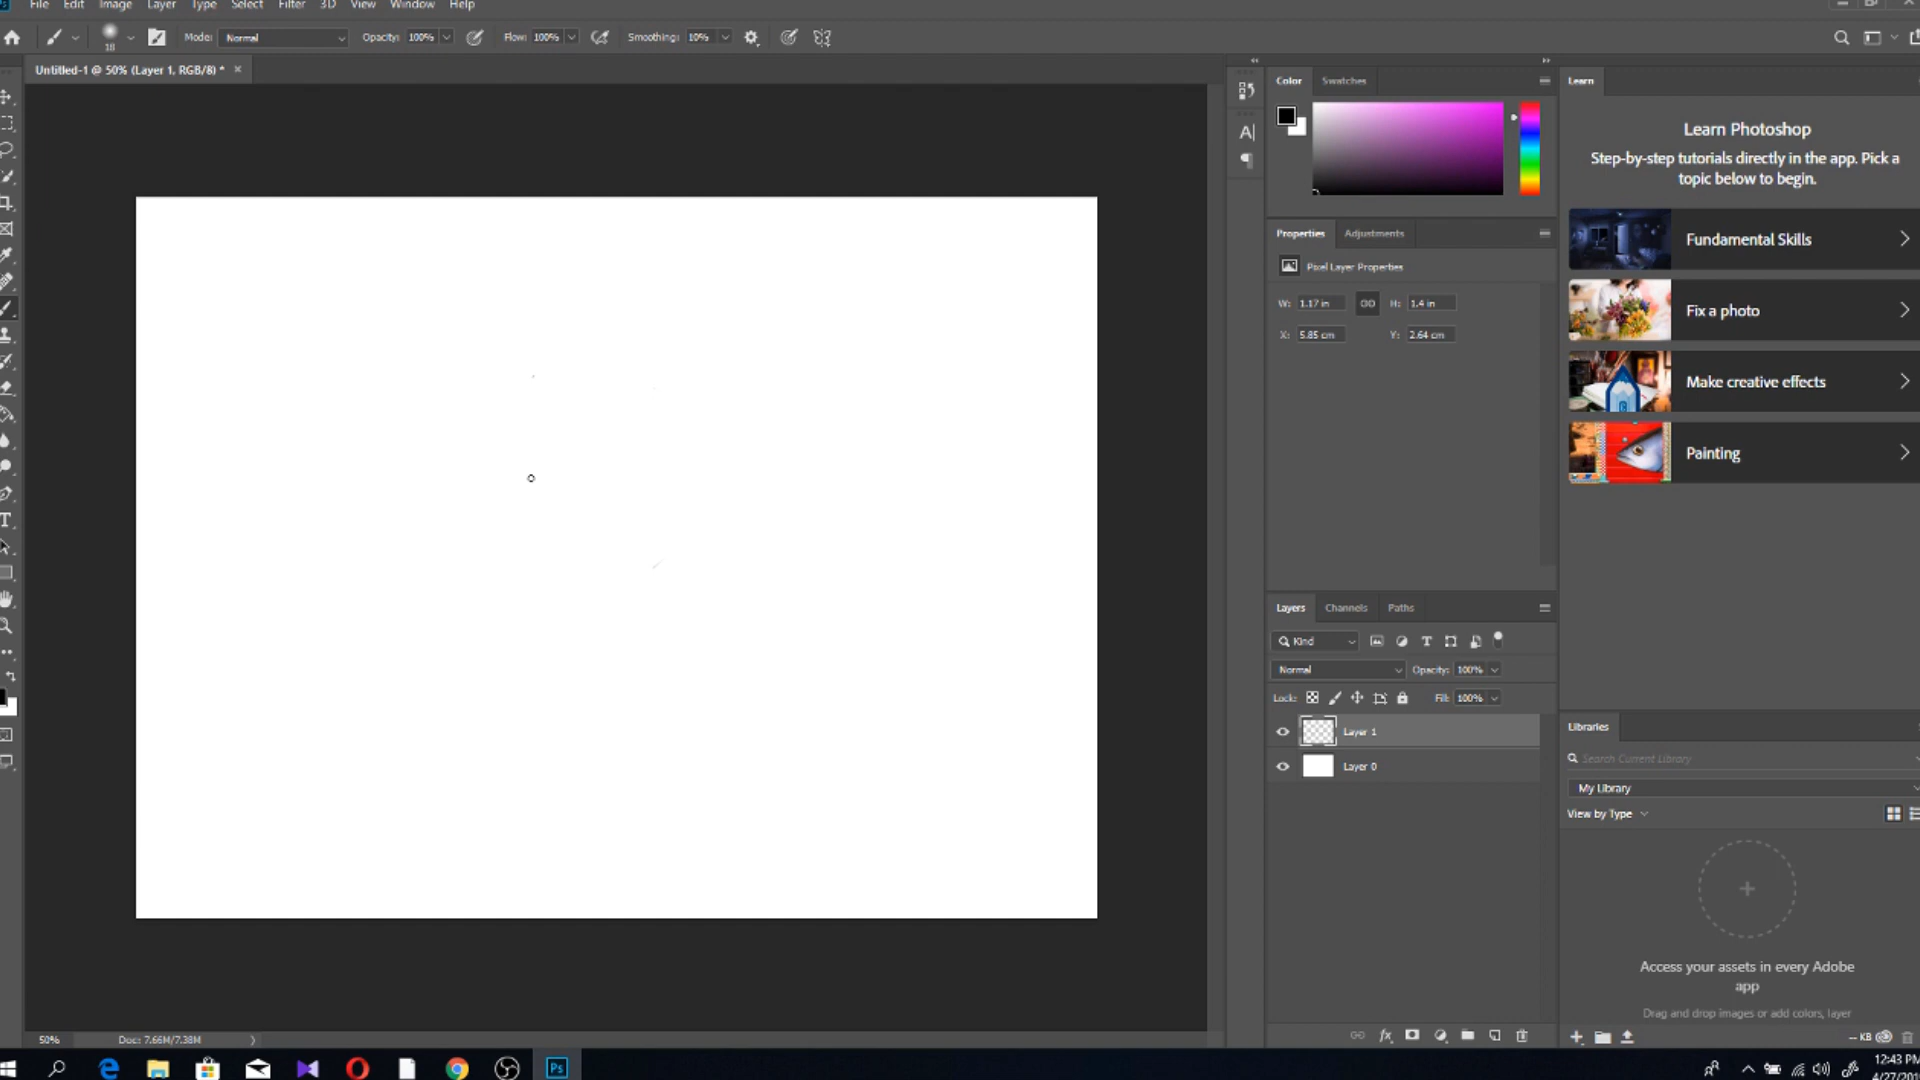 File Edit Image Layer Type Select Filter 3D View Window Help
18 Mode: Normal Opacity: 100% Flow: 100% Smoothing: 10%
Untitled-1 @ 50% (Layer 1, RGB/8) *
Color Swatches
Properties Adjustments
Pixel Layer Properties
W: 1.17 in H: 1.4 in
X: 5.85 cm Y: 2.64 cm
Layers Channels Paths
Kind
Normal Opacity: 100%
Lock: Fill: 100%
Layer 1
Layer 0
Learn
Learn Photoshop
Step-by-step tutorials directly in the app. Pick a
topic below to begin.
Fundamental Skills
Fix a photo
Make creative effects
Painting
Libraries
Search Current Library
My Library
View by Type
Access your assets in every Adobe
app
Drag and drop images or add colors, layer
-- KB
50% Doc: 7.66M/7.38M
Ps
12:43 PM